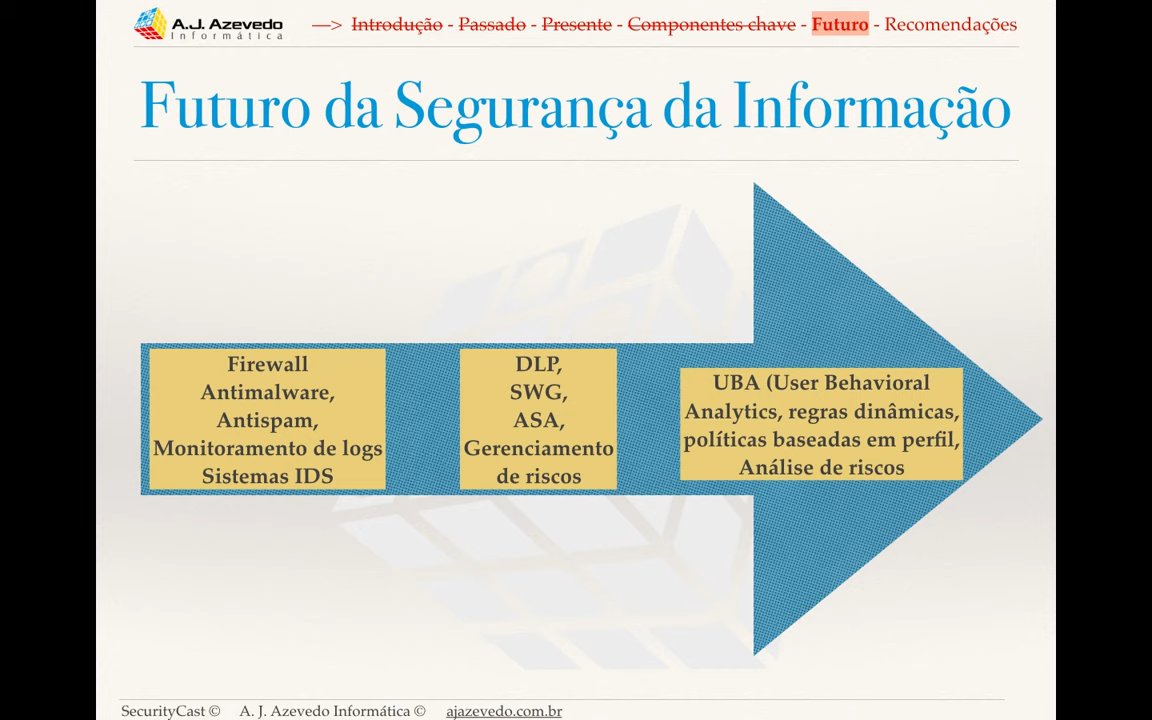 A.J. Azevedo
Informática
—> Introdução - Passado - Presente - Componentes chave - Futuro - Recomendações
Futuro da Segurança da Informação
Firewall
Antimalware,
Antispam,
Monitoramento de logs
Sistemas IDS
DLP,
SWG,
ASA,
Gerenciamento
de riscos
UBA (User Behavioral
Analytics, regras dinâmicas,
políticas baseadas em perfil,
Análise de riscos
SecurityCast © A. J. Azevedo Informática © ajazevedo.com.br